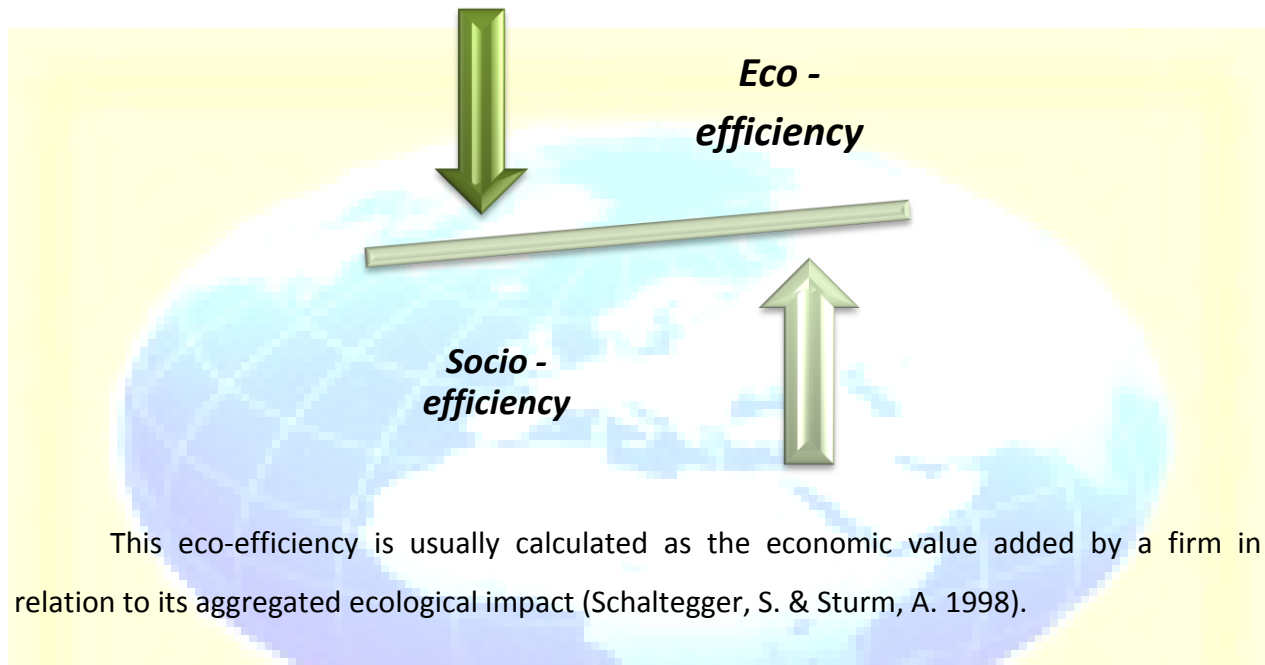 Eco -
efficiency
Socio -
efficiency
This eco-efficiency is usually calculated as the economic value added by a firm in
relation to its aggregated ecological impact (Schaltegger, S. & Sturm, A. 1998).